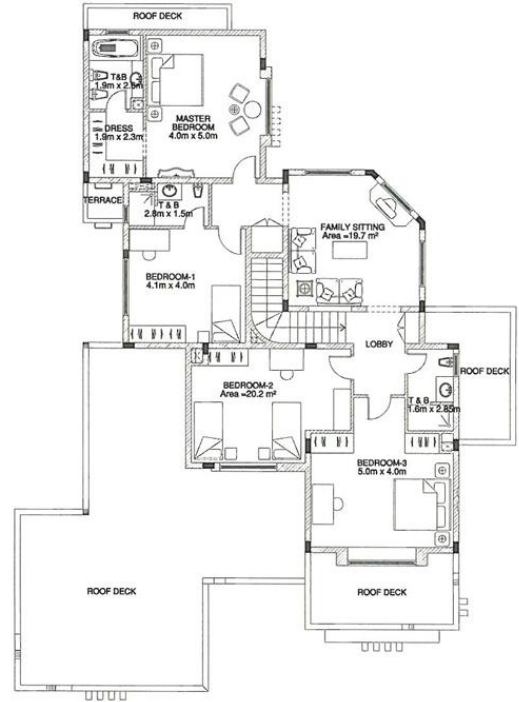 ROOF DECK
T&B
1.9m x 2.6m
MASTER
BEDROOM
4.0m x 5.0m
DRESS
1.9m x 2.3m
TERRACE
T & B
2.8m x 1.5m
FAMILY SITTING
Area =19.7 m²
BEDROOM-1
4.1m x 4.0m
LOBBY
ROOF DECK
BEDROOM-2
Area =20.2 m²
T & B
1.6m x 2.85m
BEDROOM-3
5.0m x 4.0m
ROOF DECK
ROOF DECK